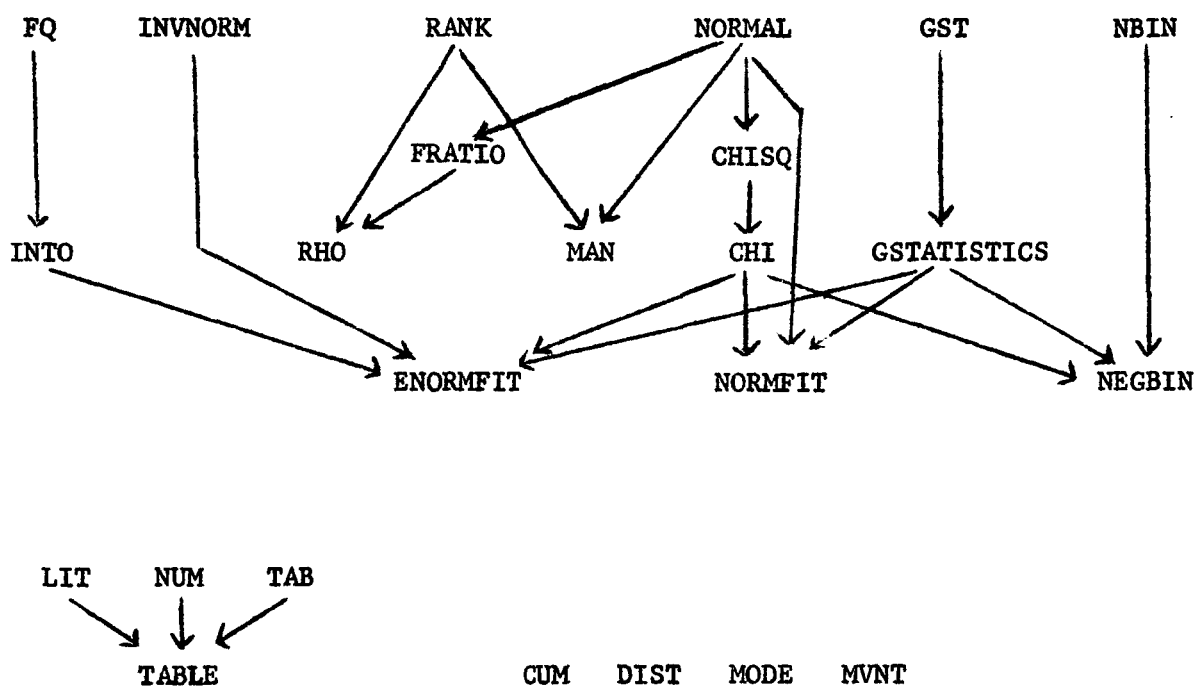 FQ INVNORM RANK NORMAL GST NBIN
FRATIO CHISQ
INTO RHO MAN CHI GSTATISTICS
ENORMFIT NORMFIT NEGBIN
LIT NUM TAB
TABLE CUM DIST MODE MVNT